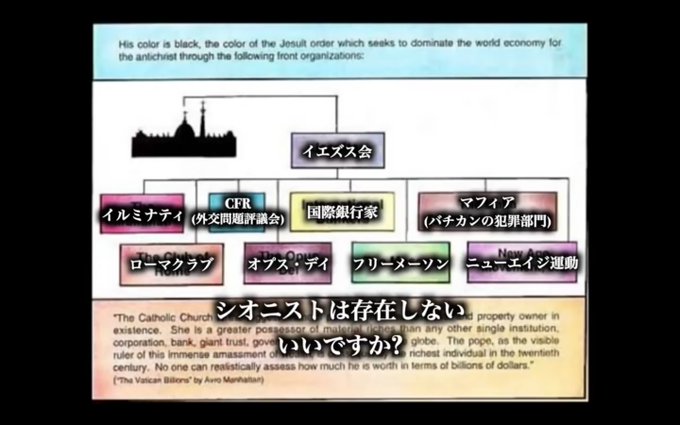 His color is black, the color of the Jesuit order which seeks to dominate the world economy for
the antichrist through the following front organizations:
イエズス会
イルミナティ
CFR
(外交問題評議会)
国際銀行家
マフィア
(バチカンの犯罪部門)
ローマクラブ
オプス・デイ
フリーメーソン
ニューエイジ運動
シオニストは存在しない
いいですか?
"The Catholic Church property owner in
existence. She is a greater possessor of material riches than any other single institution,
corporation, bank, giant trust, globe. The pope, as the visible
ruler of this immense amassment of richest individual in the twentieth
century. No one can realistically assess how much he is worth in terms of billions of dollars."
("The Vatican Billions" by Avro Manhattan)